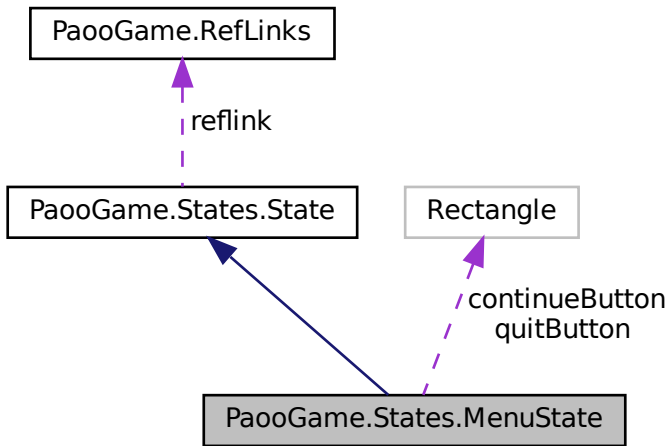 PaooGame.RefLinks
reflink
PaooGame.States.State
Rectangle
continueButton
quitButton
PaooGame.States.MenuState